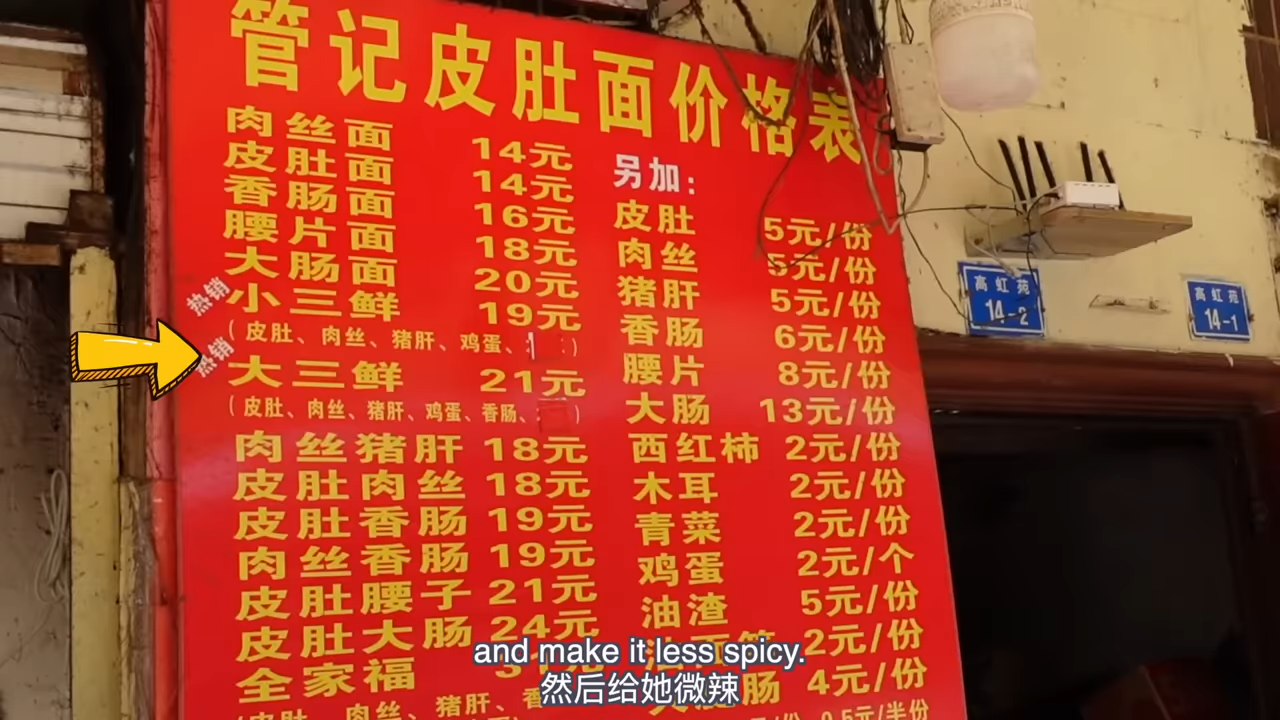 管记皮肚面价格表
肉丝面 14元
皮肚面 14元
香肠面 16元
腰片面 18元
大肠面 20元
热销 小三鲜 19元
(皮肚、肉丝、猪肝、鸡蛋、)
热销 大三鲜 21元
(皮肚、肉丝、猪肝、鸡蛋、香肠、)
肉丝猪肝 18元
皮肚肉丝 18元
皮肚香肠 19元
肉丝香肠 19元
皮肚腰子 21元
皮肚大肠 24元
全家福
(皮肚、肉丝、猪肝、香
另加:
皮肚 5元/份
肉丝 5元/份
猪肝 5元/份
香肠 6元/份
腰片 8元/份
大肠 13元/份
西红柿 2元/份
木耳 2元/份
青菜 2元/份
鸡蛋 2元/个
油渣 5元/份
2元/份
肠 4元/份
0.5元/半份
高虹苑
14-2
高虹苑
14-1
and make it less spicy.
然后给她微辣